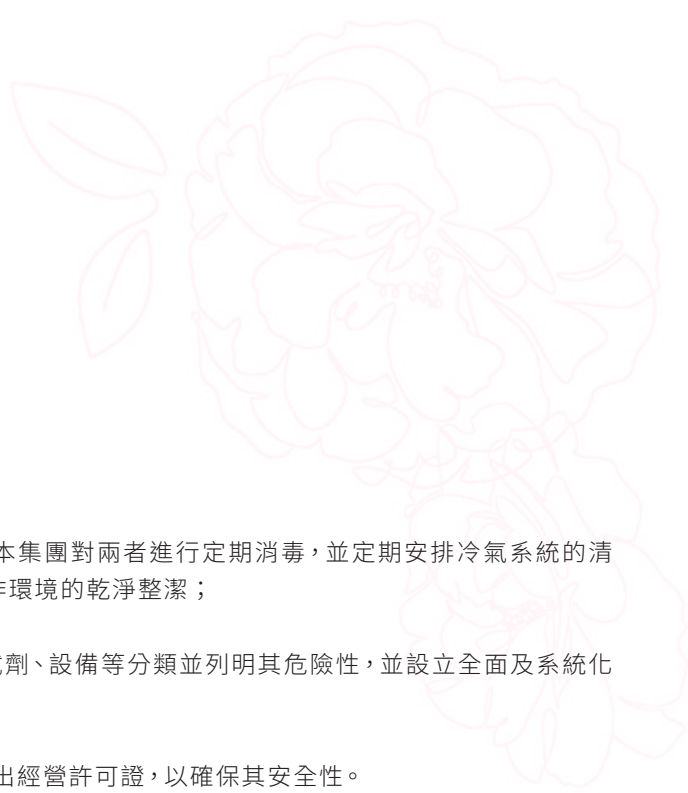 本集團對兩者進行定期消毒，並定期安排冷氣系統的清
環境的乾淨整潔；
劑、設備等分類並列明其危險性，並設立全面及系統化
出經營許可證，以確保其安全性。